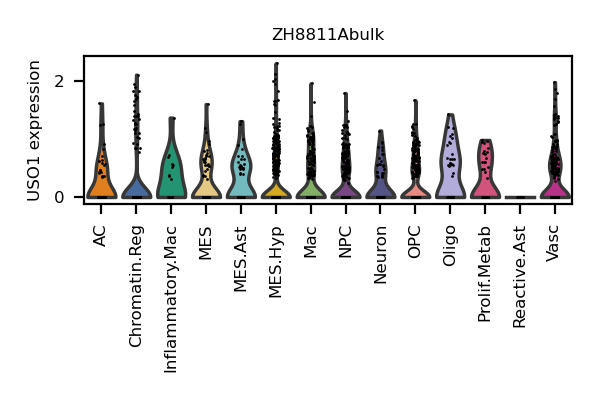 ZH8811Abulk
USO1 expression
2
0
AC
Chromatin.Reg
Inflammatory.Mac
MES
MES.Ast
MES.Hyp
Mac
NPC
Neuron
OPC
Oligo
Prolif.Metab
Reactive.Ast
Vasc